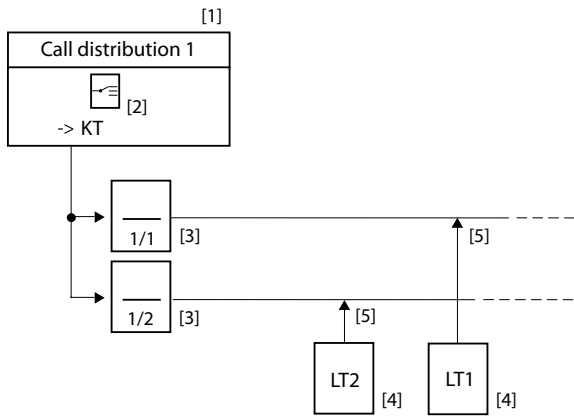 [1]
Call distribution 1
[2]
-> KT
1/1
[3]
[5]
1/2
[3]
[5]
LT2
[4]
LT1
[4]